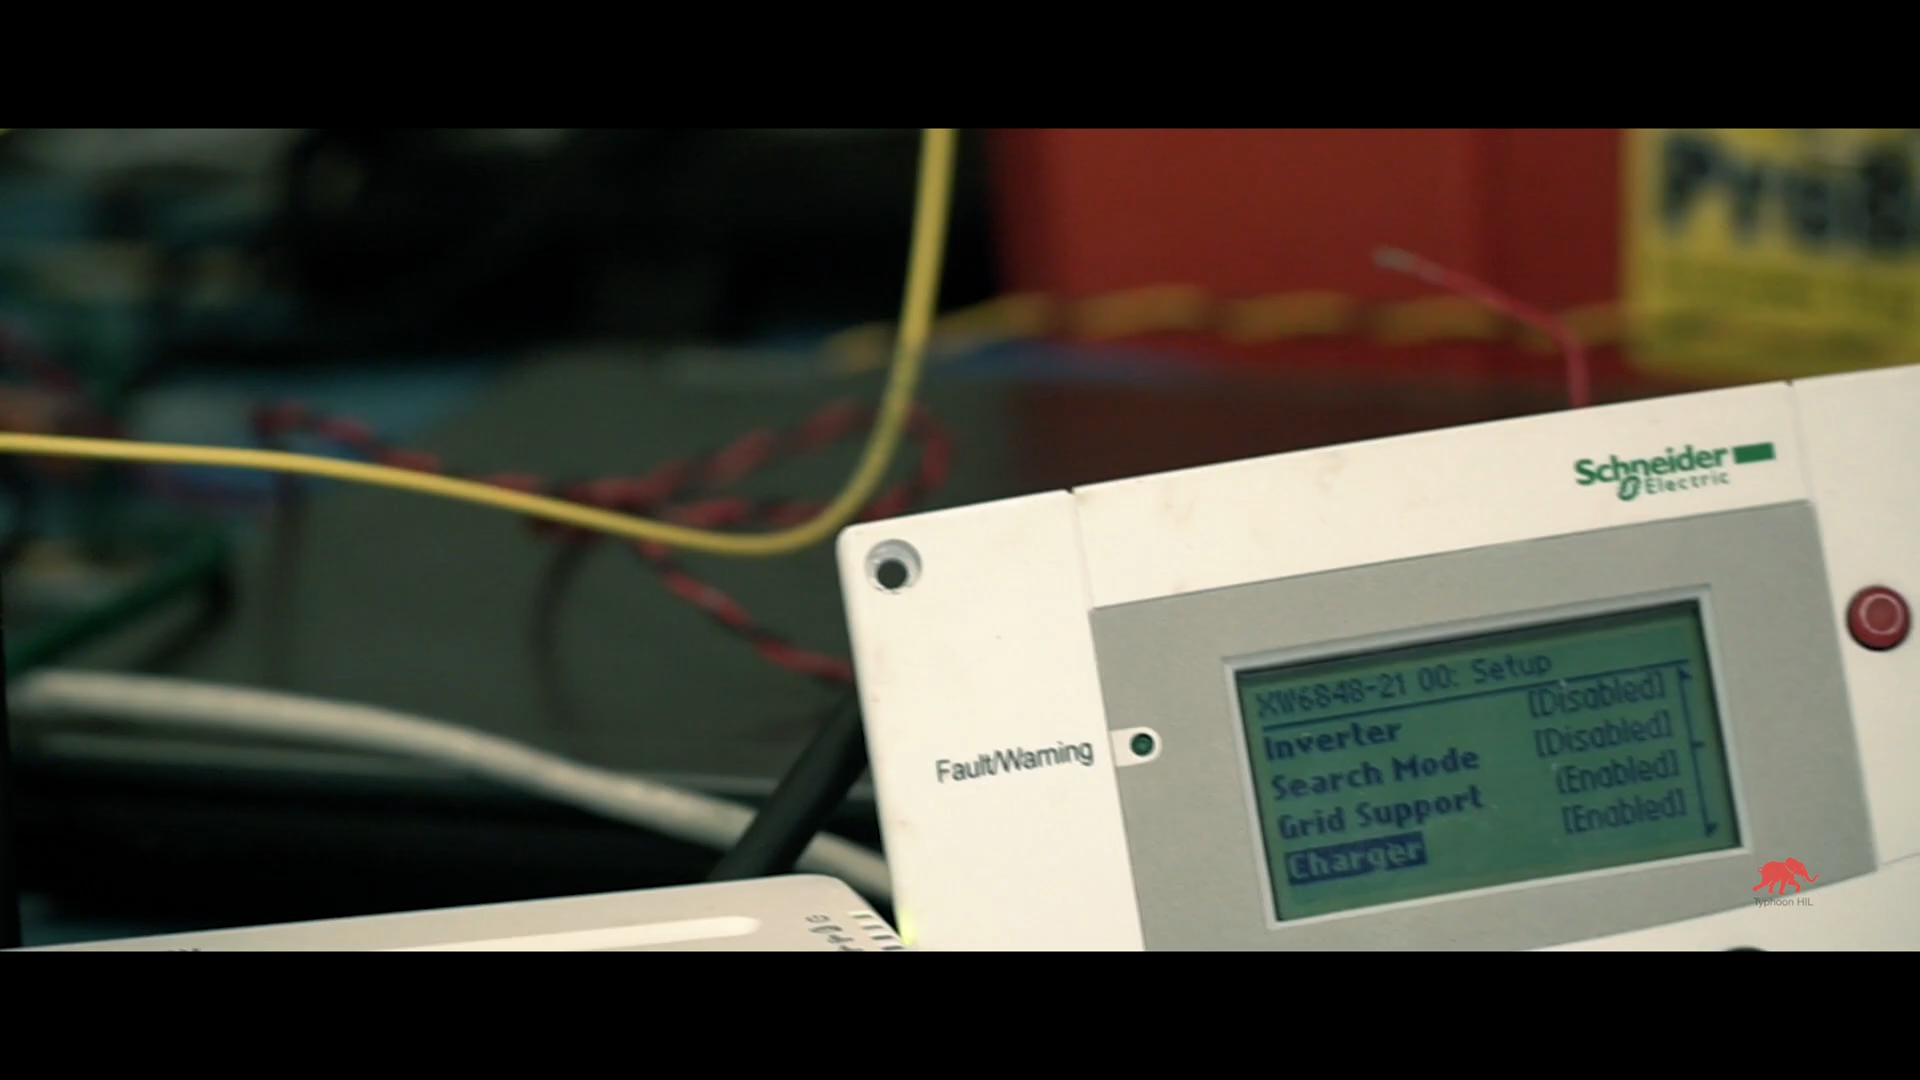 Schneider
Electric
XW6848-21 00: Setup
Inverter [Disabled]
Search Mode [Disabled]
Grid Support [Enabled]
Charger [Enabled]
Fault/Warning
Typhoon HIL